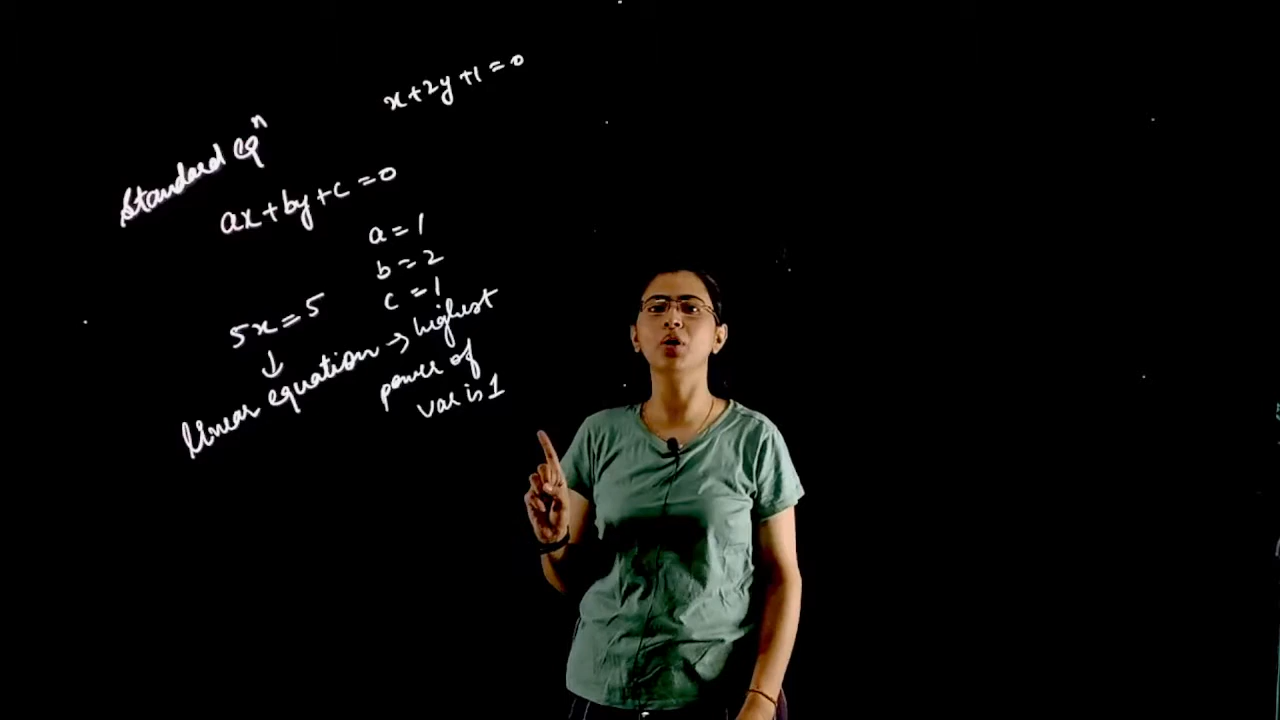 x+2y+1=0
Standard eqⁿ
ax+by+c=0
a=1
b=2
c=1
5x=5
↓
linear equation → highest
power of
var is 1